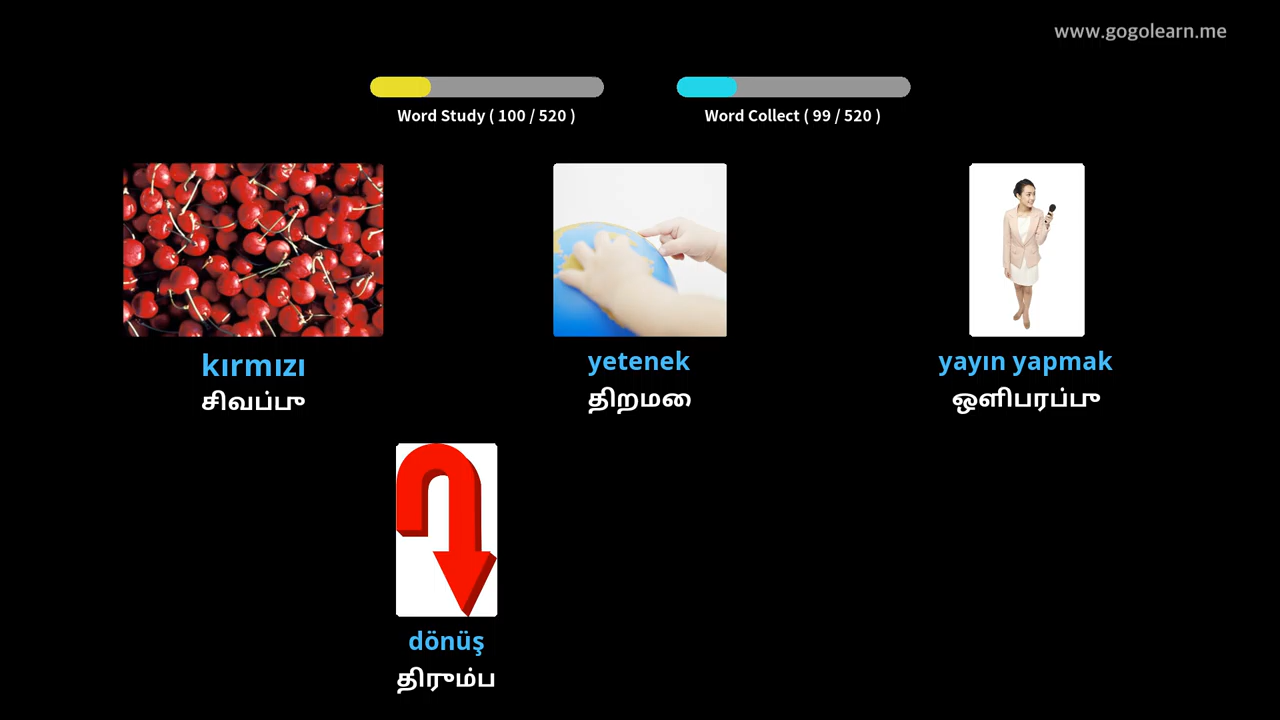 www.gogolearn.me
Word Study ( 100 / 520 )
Word Collect ( 99 / 520 )
kırmızı
சிவப்பு
yetenek
திறமை
yayın yapmak
ஒளிபரப்பு
dönüş
திரும்ப